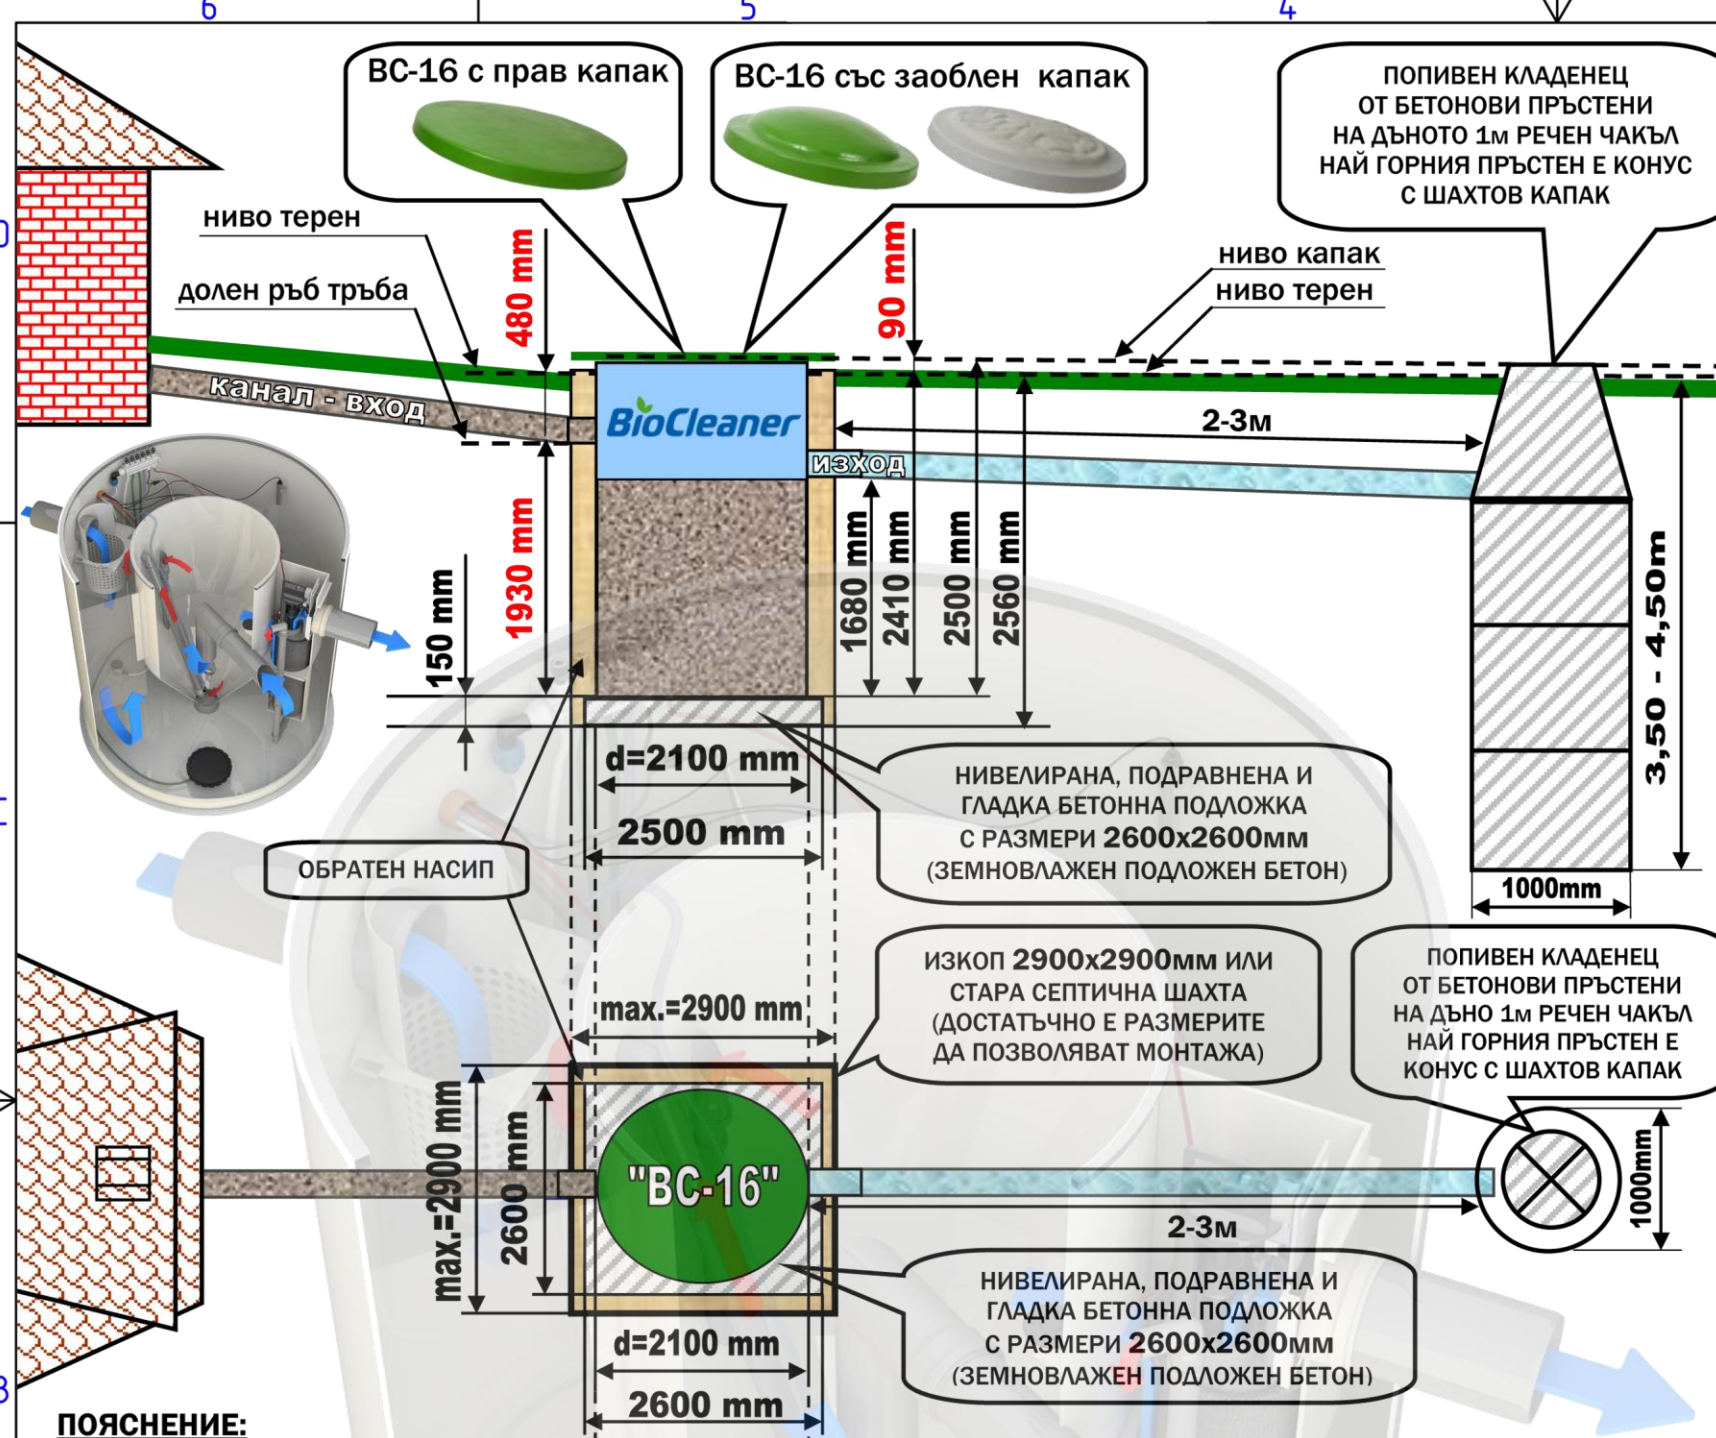 6
5
4
ВС-16 с прав капак
ВС-16 със заоблен капак
ПОПИВЕН КЛАДЕНЕЦ
ОТ БЕТОНОВИ ПРЪСТЕНИ
НА ДЪНОТО 1м РЕЧЕН ЧАКЪЛ
НАЙ ГОРНИЯ ПРЪСТЕН Е КОНУС
С ШАХТОВ КАПАК
ниво терен
долен ръб тръба
480 mm
90 mm
ниво капак
ниво терен
канал - вход
BioCleaner
изход
2-3м
1930 mm
150 mm
1680 mm
2410 mm
2500 mm
2560 mm
3,50 - 4,50m
d=2100 mm
2500 mm
НИВЕЛИРАНА, ПОДРАВНЕНА И
ГЛАДКА БЕТОННА ПОДЛОЖКА
С РАЗМЕРИ 2600x2600мм
(ЗЕМНОВЛАЖЕН ПОДЛОЖЕН БЕТОН)
1000mm
ОБРАТЕН НАСИП
ИЗКОП 2900x2900мм ИЛИ
СТАРА СЕПТИЧНА ШАХТА
(ДОСТАТЪЧНО Е РАЗМЕРИТЕ
ДА ПОЗВОЛЯВАТ МОНТАЖА)
ПОПИВЕН КЛАДЕНЕЦ
ОТ БЕТОНОВИ ПРЪСТЕНИ
НА ДЪНО 1м РЕЧЕН ЧАКЪЛ
НАЙ ГОРНИЯ ПРЪСТЕН Е
КОНУС С ШАХТОВ КАПАК
max.=2900 mm
max.=2900 mm
2600 mm
"ВС-16"
2-3м
1000mm
НИВЕЛИРАНА, ПОДРАВНЕНА И
ГЛАДКА БЕТОННА ПОДЛОЖКА
С РАЗМЕРИ 2600x2600мм
(ЗЕМНОВЛАЖЕН ПОДЛОЖЕН БЕТОН)
d=2100 mm
2600 mm
ПОЯСНЕНИЕ: